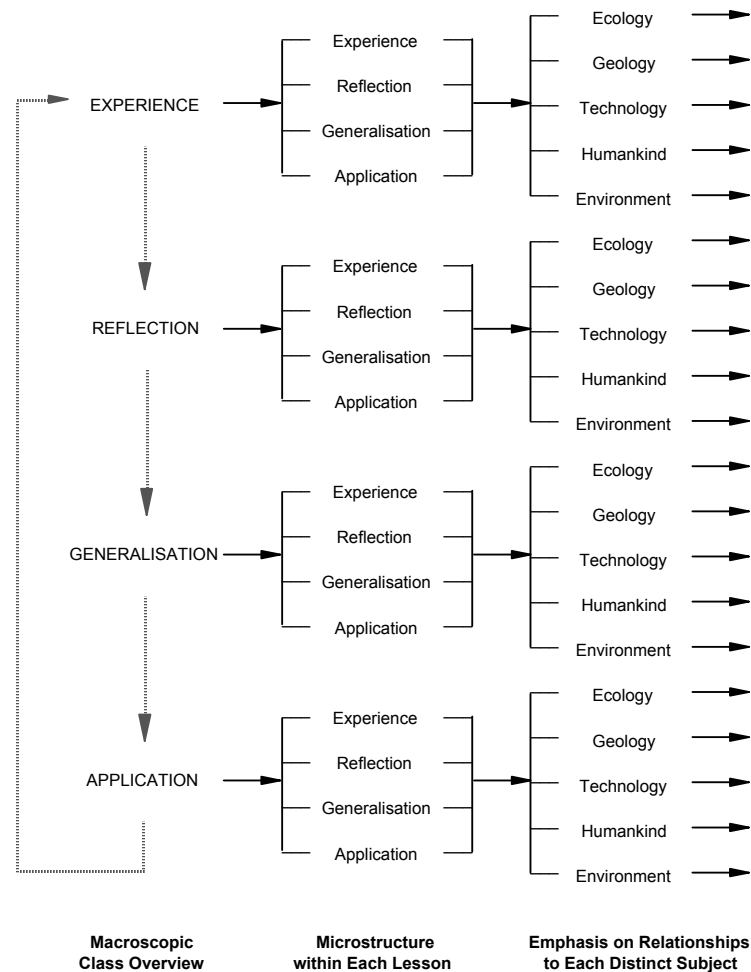 Ecology
Experience
Geology
Reflection
EXPERIENCE
Technology
Generalisation
Humankind
Application
Environment
Ecology
Experience
Geology
Reflection
REFLECTION
Technology
Generalisation
Humankind
Application
Environment
Ecology
Experience
Geology
Reflection
GENERALISATION
Technology
Generalisation
Humankind
Application
Environment
Ecology
Experience
Geology
Reflection
APPLICATION
Technology
Generalisation
Humankind
Application
Environment
Macroscopic
Class Overview
Microstructure
within Each Lesson
Emphasis on Relationships
to Each Distinct Subject